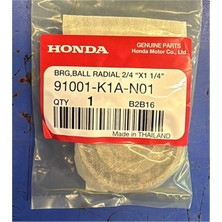 HONDA
GENUINE PARTS
Honda Motor Co., Ltd.
BRG,BALL RADIAL 2/4 "X1 1/4"
91001-K1A-N01
QTY 1 B2B16
Made in THAILAND